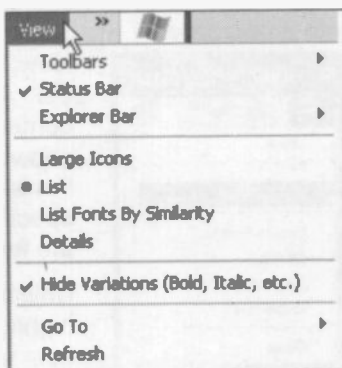 View »
Toolbars
Status Bar
Explorer Bar
Large Icons
List
List Fonts By Similarity
Details
Hide Variations (Bold, Italic, etc.)
Go To
Refresh